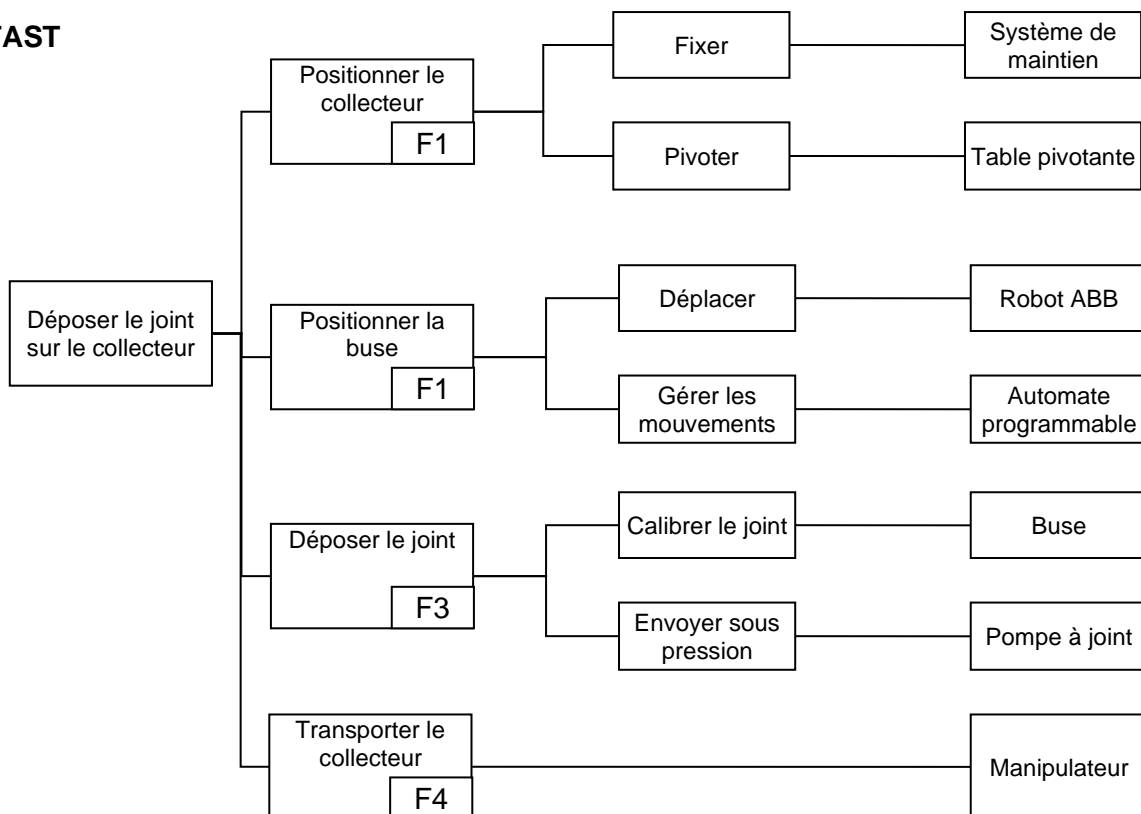 FAST
Positionner le
collecteur
F1
Fixer
Système de
maintien
Pivoter
Table pivotante
Déposer le joint
sur le collecteur
Positionner la
buse
F1
Déplacer
Robot ABB
Gérer les
mouvements
Automate
programmable
Déposer le joint
F3
Calibrer le joint
Buse
Envoyer sous
pression
Pompe à joint
Transporter le
collecteur
F4
Manipulateur